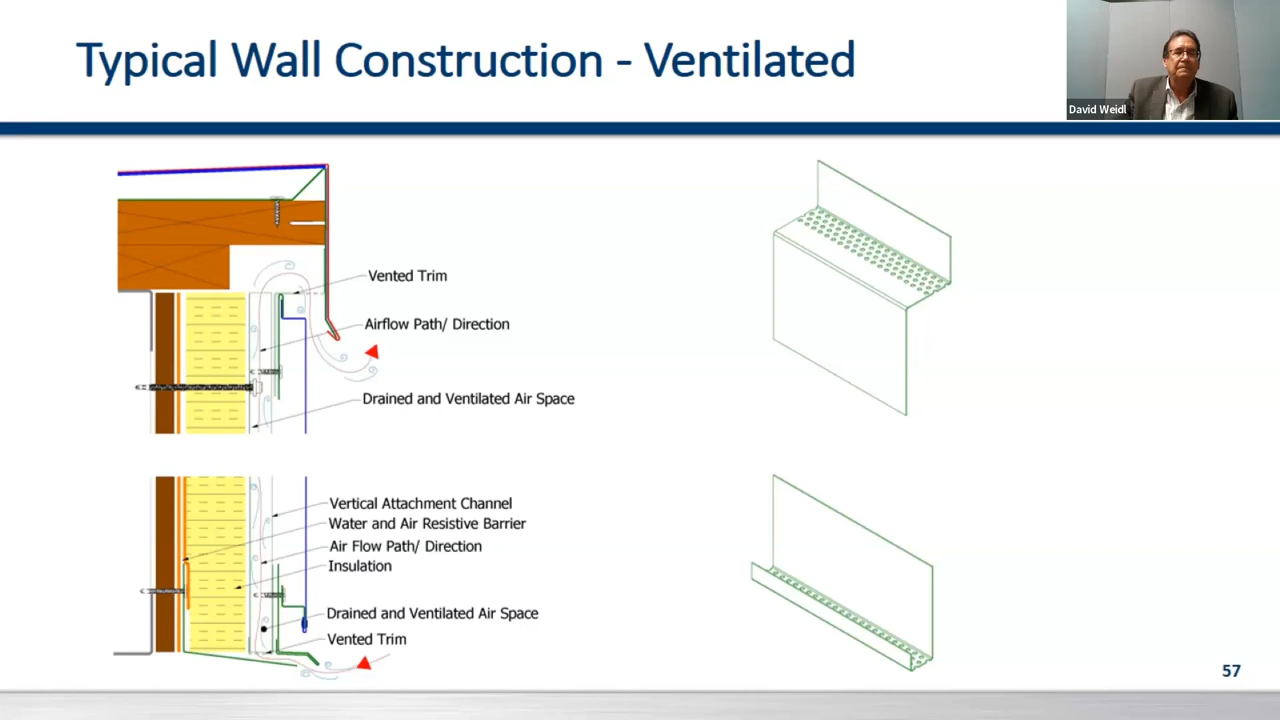 Typical Wall Construction - Ventilated
David Weidl
Vented Trim
Airflow Path/ Direction
Drained and Ventilated Air Space
Vertical Attachment Channel
Water and Air Resistive Barrier
Air Flow Path/ Direction
Insulation
Drained and Ventilated Air Space
Vented Trim
57